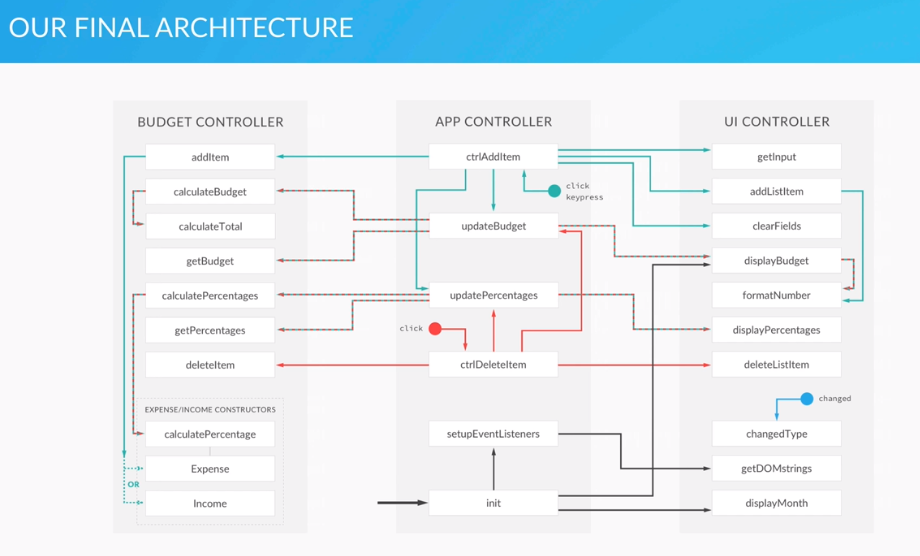 OUR FINAL ARCHITECTURE
BUDGET CONTROLLER
addItem
calculateBudget
calculateTotal
getBudget
calculatePercentages
getPercentages
deleteItem
EXPENSE/INCOME CONSTRUCTORS
calculatePercentage
Expense
OR
Income
APP CONTROLLER
ctrlAddItem
click
keypress
updateBudget
updatePercentages
click
ctrlDeleteItem
setupEventListeners
init
UI CONTROLLER
getInput
addListItem
clearFields
displayBudget
formatNumber
displayPercentages
deleteListItem
changed
changedType
getDOMstrings
displayMonth